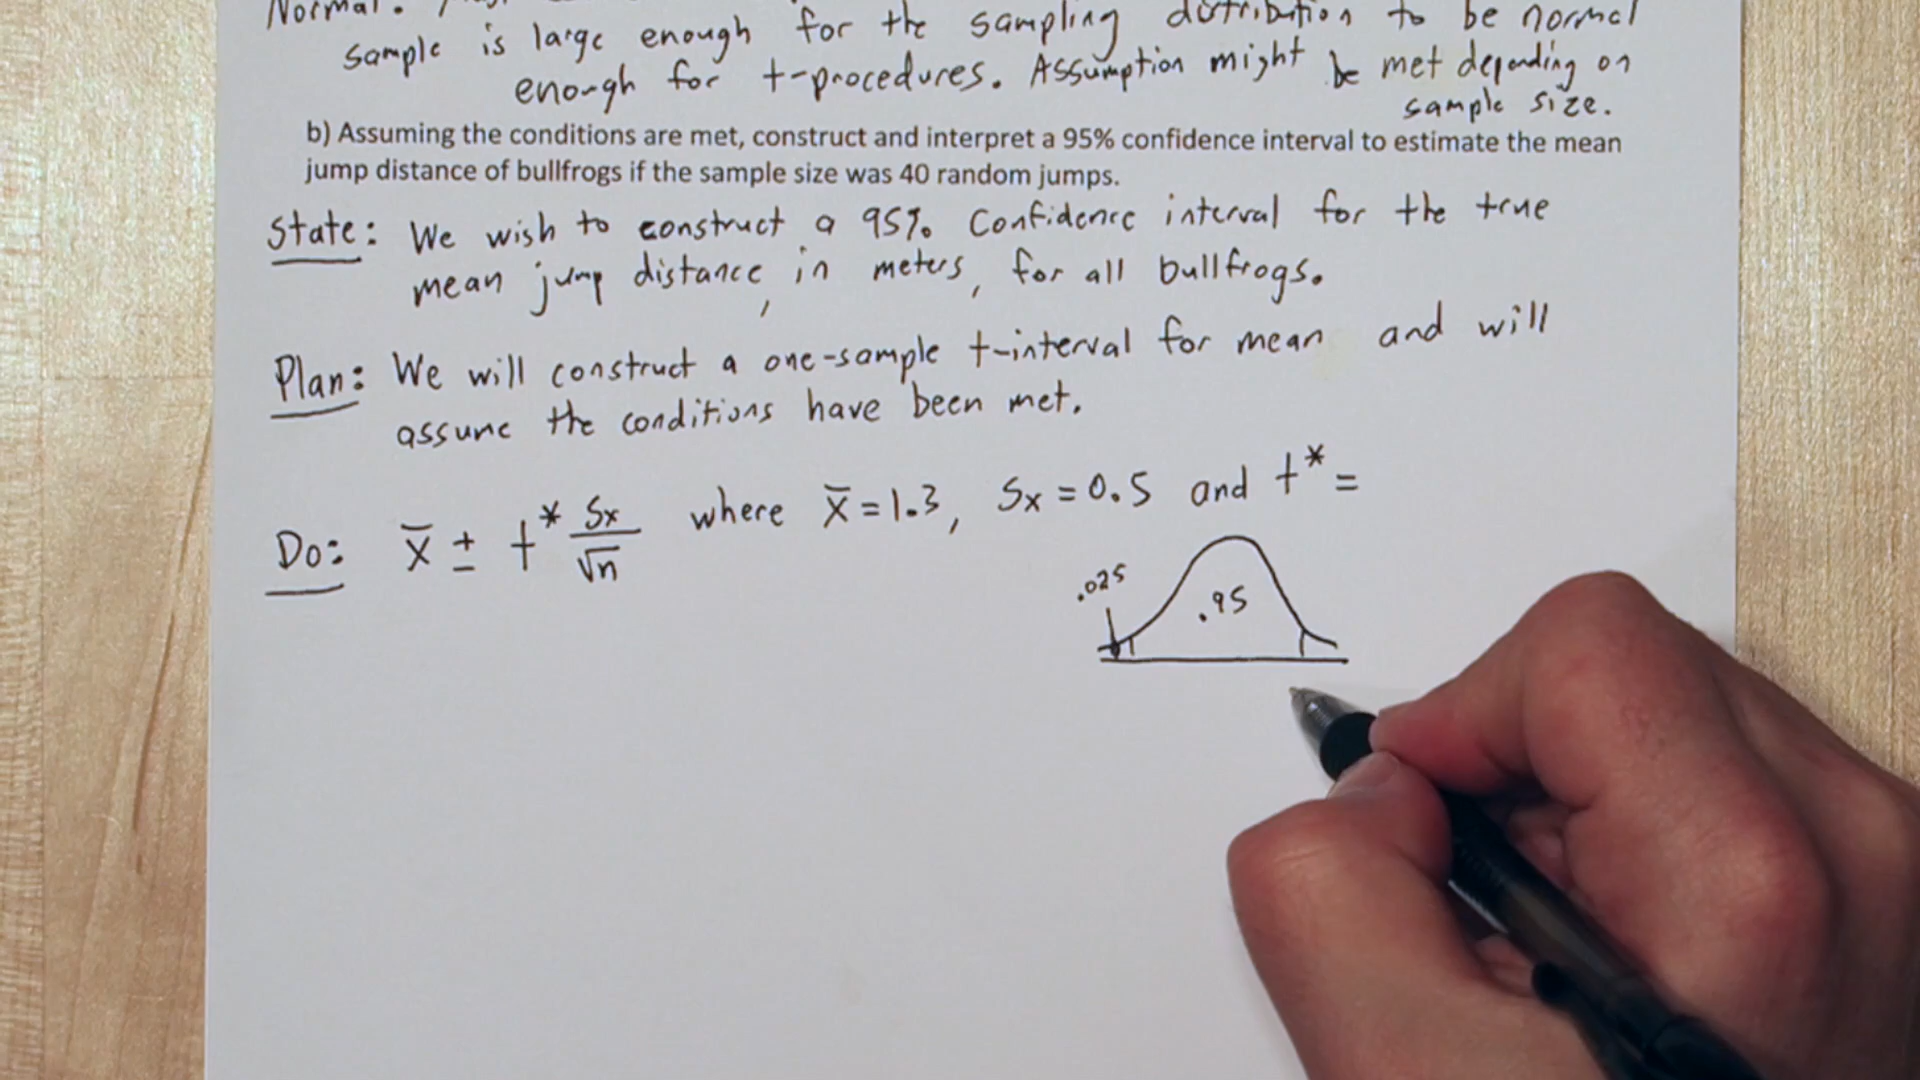 Normal:
sample is large enough for the sampling distribution to be normal
enough for t-procedures. Assumption might be met depending on
sample size.
b) Assuming the conditions are met, construct and interpret a 95% confidence interval to estimate the mean
jump distance of bullfrogs if the sample size was 40 random jumps.
State: We wish to construct a 95% confidence interval for the true
mean jump distance, in meters, for all bullfrogs.
Plan: We will construct a one-sample t-interval for mean and will
assume the conditions have been met.
Do: x̄ ± t* Sx/√n where x̄ = 1.3, Sx = 0.5 and t* =
.025
.95